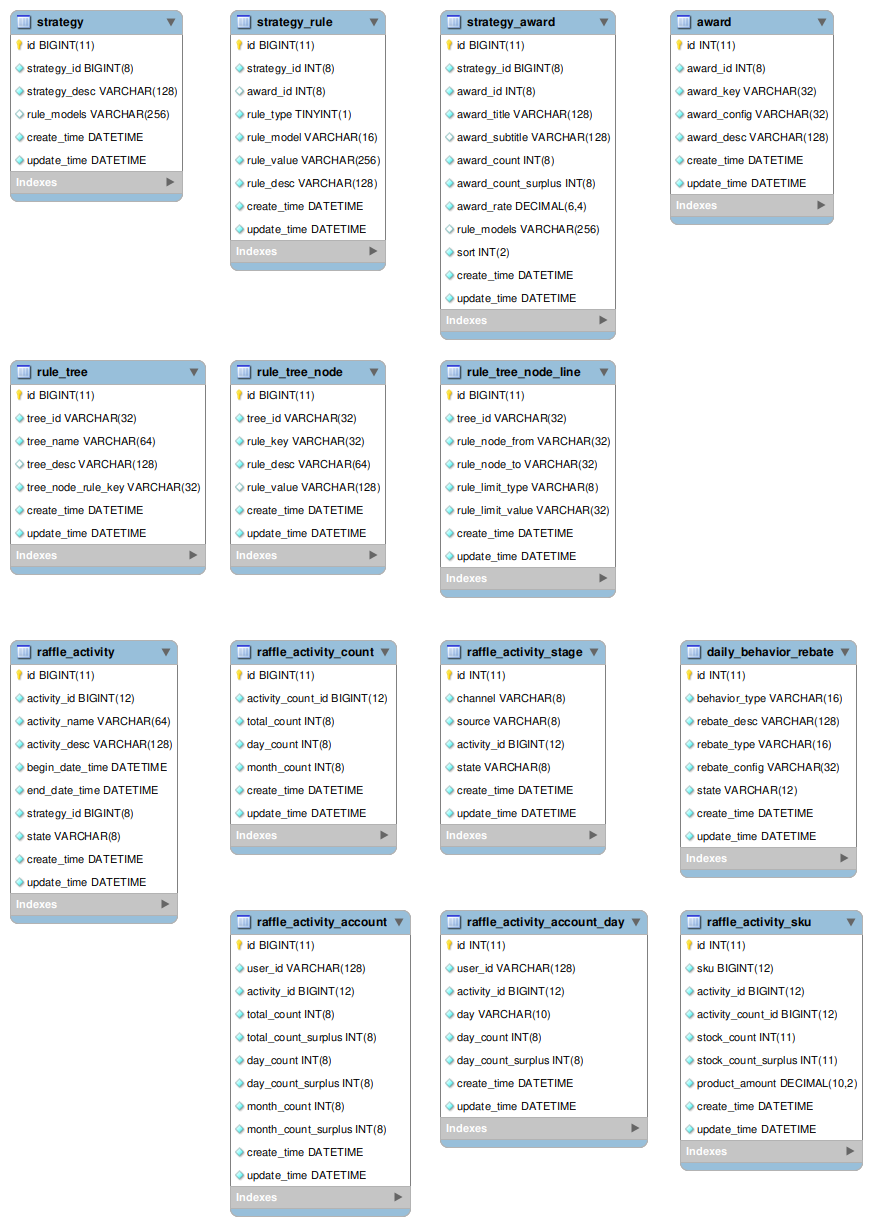 strategy
id BIGINT(11)
strategy_id BIGINT(8)
strategy_desc VARCHAR(128)
rule_models VARCHAR(256)
create_time DATETIME
update_time DATETIME
Indexes
strategy_rule
id BIGINT(11)
strategy_id INT(8)
award_id INT(8)
rule_type TINYINT(1)
rule_model VARCHAR(16)
rule_value VARCHAR(256)
rule_desc VARCHAR(128)
create_time DATETIME
update_time DATETIME
Indexes
strategy_award
id BIGINT(11)
strategy_id BIGINT(8)
award_id INT(8)
award_title VARCHAR(128)
award_subtitle VARCHAR(128)
award_count INT(8)
award_count_surplus INT(8)
award_rate DECIMAL(6,4)
rule_models VARCHAR(256)
sort INT(2)
create_time DATETIME
update_time DATETIME
Indexes
award
id INT(11)
award_id INT(8)
award_key VARCHAR(32)
award_config VARCHAR(32)
award_desc VARCHAR(128)
create_time DATETIME
update_time DATETIME
Indexes
rule_tree
id BIGINT(11)
tree_id VARCHAR(32)
tree_name VARCHAR(64)
tree_desc VARCHAR(128)
tree_node_rule_key VARCHAR(32)
create_time DATETIME
update_time DATETIME
Indexes
rule_tree_node
id BIGINT(11)
tree_id VARCHAR(32)
rule_key VARCHAR(32)
rule_desc VARCHAR(64)
rule_value VARCHAR(128)
create_time DATETIME
update_time DATETIME
Indexes
rule_tree_node_line
id BIGINT(11)
tree_id VARCHAR(32)
rule_node_from VARCHAR(32)
rule_node_to VARCHAR(32)
rule_limit_type VARCHAR(8)
rule_limit_value VARCHAR(32)
create_time DATETIME
update_time DATETIME
Indexes
raffle_activity
id BIGINT(11)
activity_id BIGINT(12)
activity_name VARCHAR(64)
activity_desc VARCHAR(128)
begin_date_time DATETIME
end_date_time DATETIME
strategy_id BIGINT(8)
state VARCHAR(8)
create_time DATETIME
update_time DATETIME
Indexes
raffle_activity_count
id BIGINT(11)
activity_count_id BIGINT(12)
total_count INT(8)
day_count INT(8)
month_count INT(8)
create_time DATETIME
update_time DATETIME
Indexes
raffle_activity_stage
id INT(11)
channel VARCHAR(8)
source VARCHAR(8)
activity_id BIGINT(12)
state VARCHAR(8)
create_time DATETIME
update_time DATETIME
Indexes
daily_behavior_rebate
id INT(11)
behavior_type VARCHAR(16)
rebate_desc VARCHAR(128)
rebate_type VARCHAR(16)
rebate_config VARCHAR(32)
state VARCHAR(12)
create_time DATETIME
update_time DATETIME
Indexes
raffle_activity_account
id BIGINT(11)
user_id VARCHAR(128)
activity_id BIGINT(12)
total_count INT(8)
total_count_surplus INT(8)
day_count INT(8)
day_count_surplus INT(8)
month_count INT(8)
month_count_surplus INT(8)
create_time DATETIME
update_time DATETIME
Indexes
raffle_activity_account_day
id INT(11)
user_id VARCHAR(128)
activity_id BIGINT(12)
day VARCHAR(10)
day_count INT(8)
day_count_surplus INT(8)
create_time DATETIME
update_time DATETIME
Indexes
raffle_activity_sku
id INT(11)
sku BIGINT(12)
activity_id BIGINT(12)
activity_count_id BIGINT(12)
stock_count INT(11)
stock_count_surplus INT(11)
product_amount DECIMAL(10,2)
create_time DATETIME
update_time DATETIME
Indexes